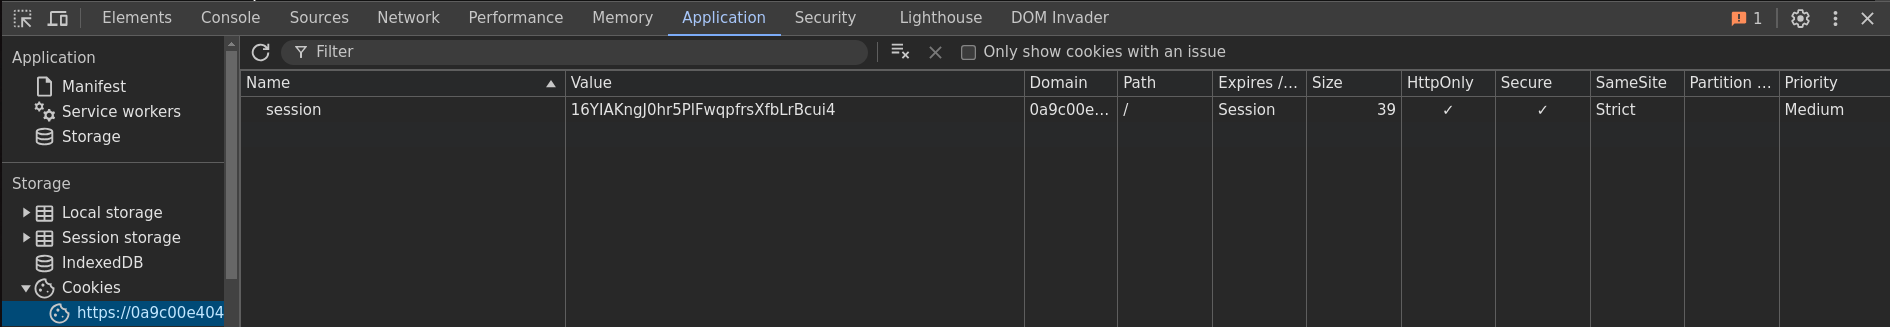 Elements Console Sources Network Performance Memory Application Security Lighthouse DOM Invader 1
Application
Filter
Only show cookies with an issue
Manifest
Service workers
Storage
Storage
Local storage
Session storage
IndexedDB
Cookies
https://0a9c00e404
Name Value Domain Path Expires /... Size HttpOnly Secure SameSite Partition ... Priority
session 16YlAKngJ0hr5PlFwqpfrsXfbLrBcui4 0a9c00e... / Session 39 ✓ ✓ Strict Medium